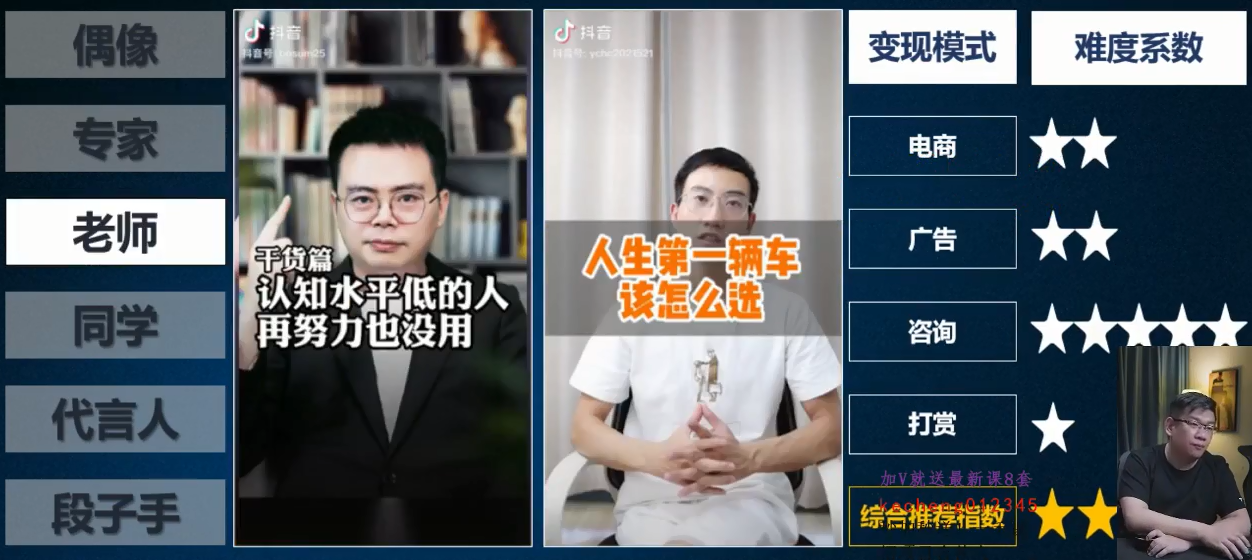 偶像
专家
老师
同学
代言人
段子手
抖音
干货篇
认知水平低的人
再努力也没用
抖音
抖音号: ychc2021521
人生第一辆车
该怎么选
变现模式
难度系数
电商
广告
咨询
打赏
加V就送最新课8套
kecheng012345
综合推荐指数